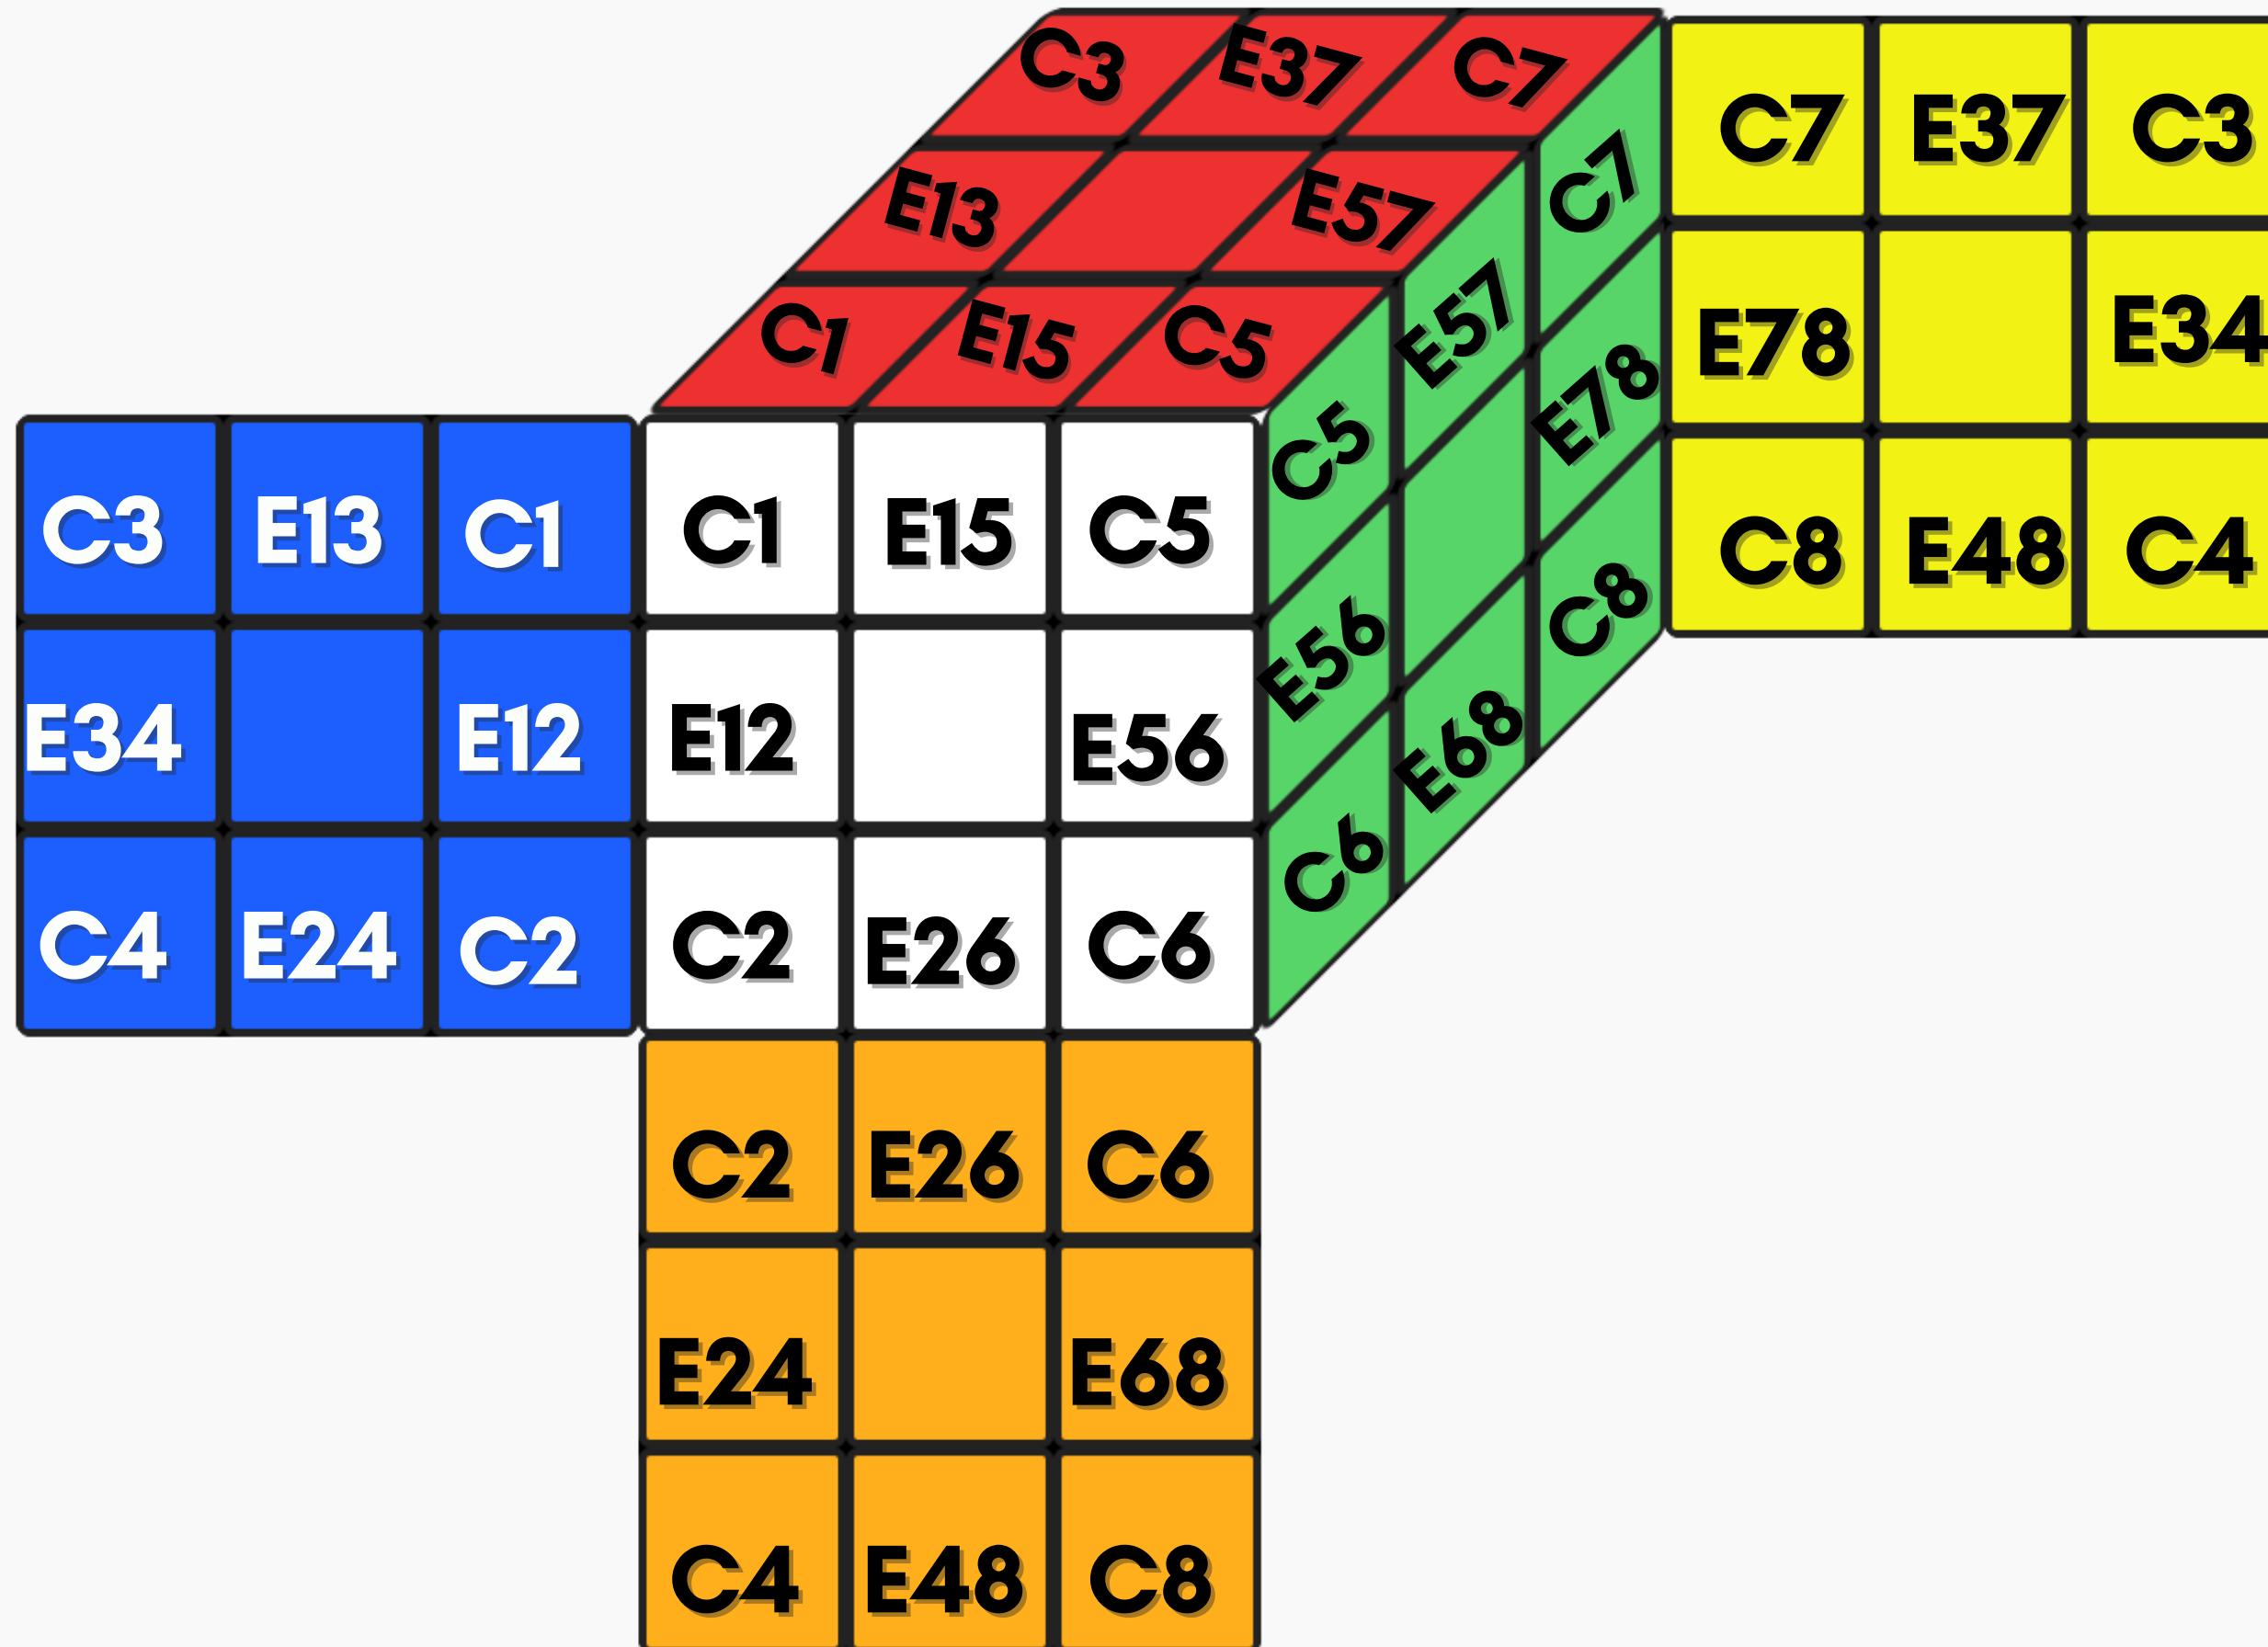 C3 E37 C7
E13 E57
C1 E15 C5
C7
E57
E78
C5
C8
E56
E68
C6
C7 E37 C3
E78 E34
C8 E48 C4
C3 E13 C1
E34 E12
C4 E24 C2
C1 E15 C5
E12 E56
C2 E26 C6
C2 E26 C6
E24 E68
C4 E48 C8